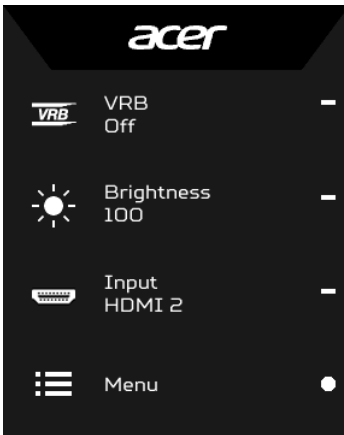 acer
VRB
VRB
Off
Brightness
100
Input
HDMI 2
Menu